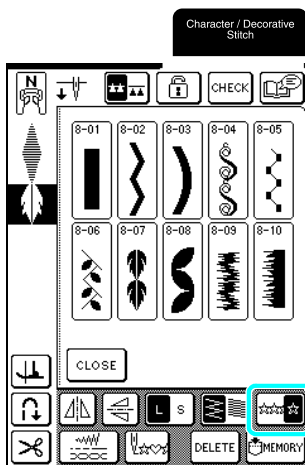 Character / Decorative
Stitch
N
CHECK
8-01 8-02 8-03 8-04 8-05
8-06 8-07 8-08 8-09 8-10
CLOSE
L S
DELETE MEMORY